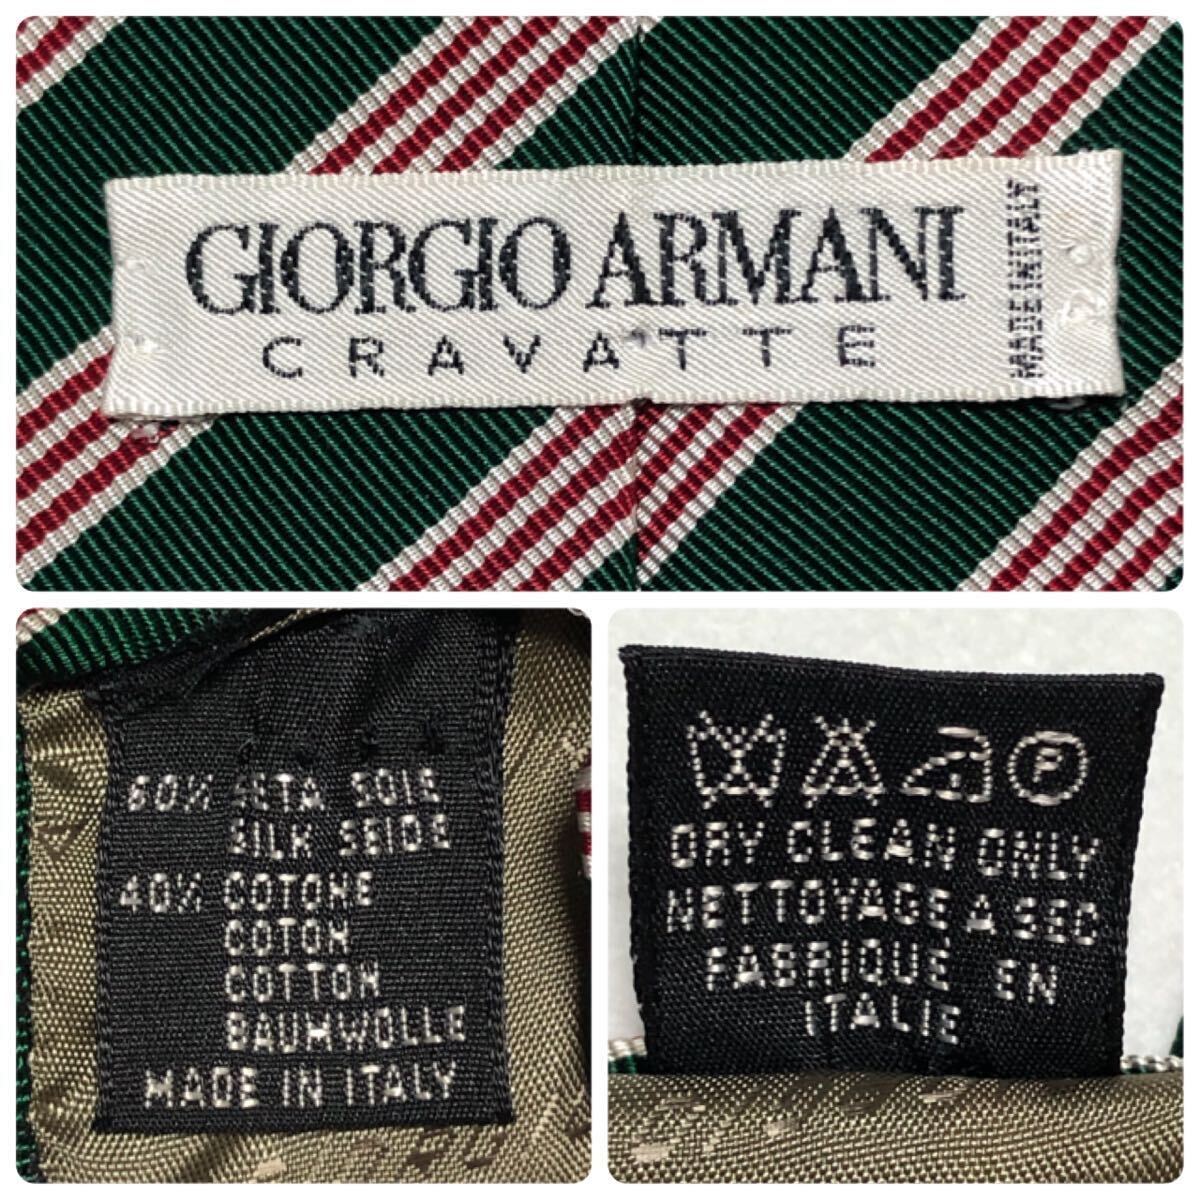 GIORGIO ARMANI
CRAVATTE
MADE IN ITALY
60% SETA SOIE
SILK SEIDE
40% COTONE
COTON
COTTON
BAUMWOLLE
MADE IN ITALY
P
DRY CLEAN ONLY
NETTOYAGE A SEC
FABRIQUÉ EN
ITALIE